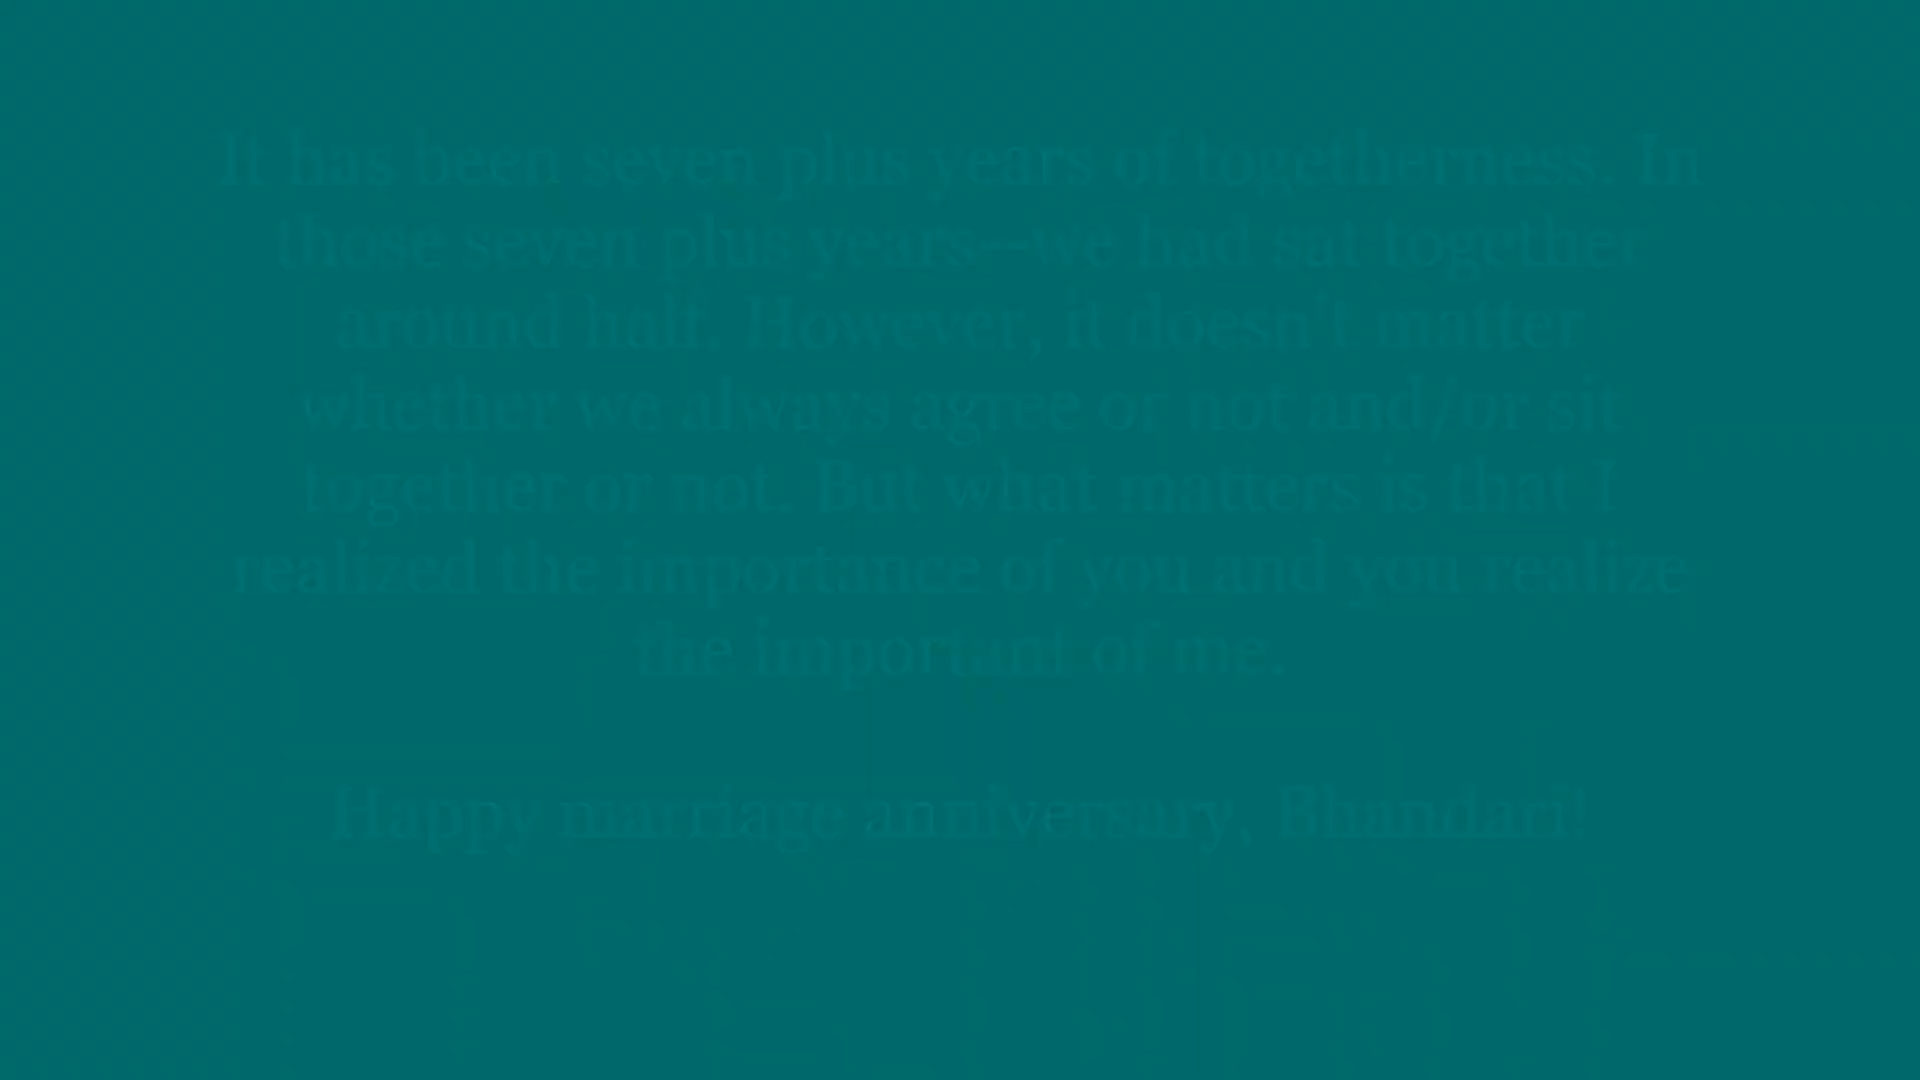 It has been seven plus years of togetherness. In
those seven plus years—we had sat together
around half. However, it doesn't matter
whether we always agree or not and/or sit
together or not. But what matters is that I
realized the importance of you and you realize
the important of me.
Happy marriage anniversary, Bhandari!